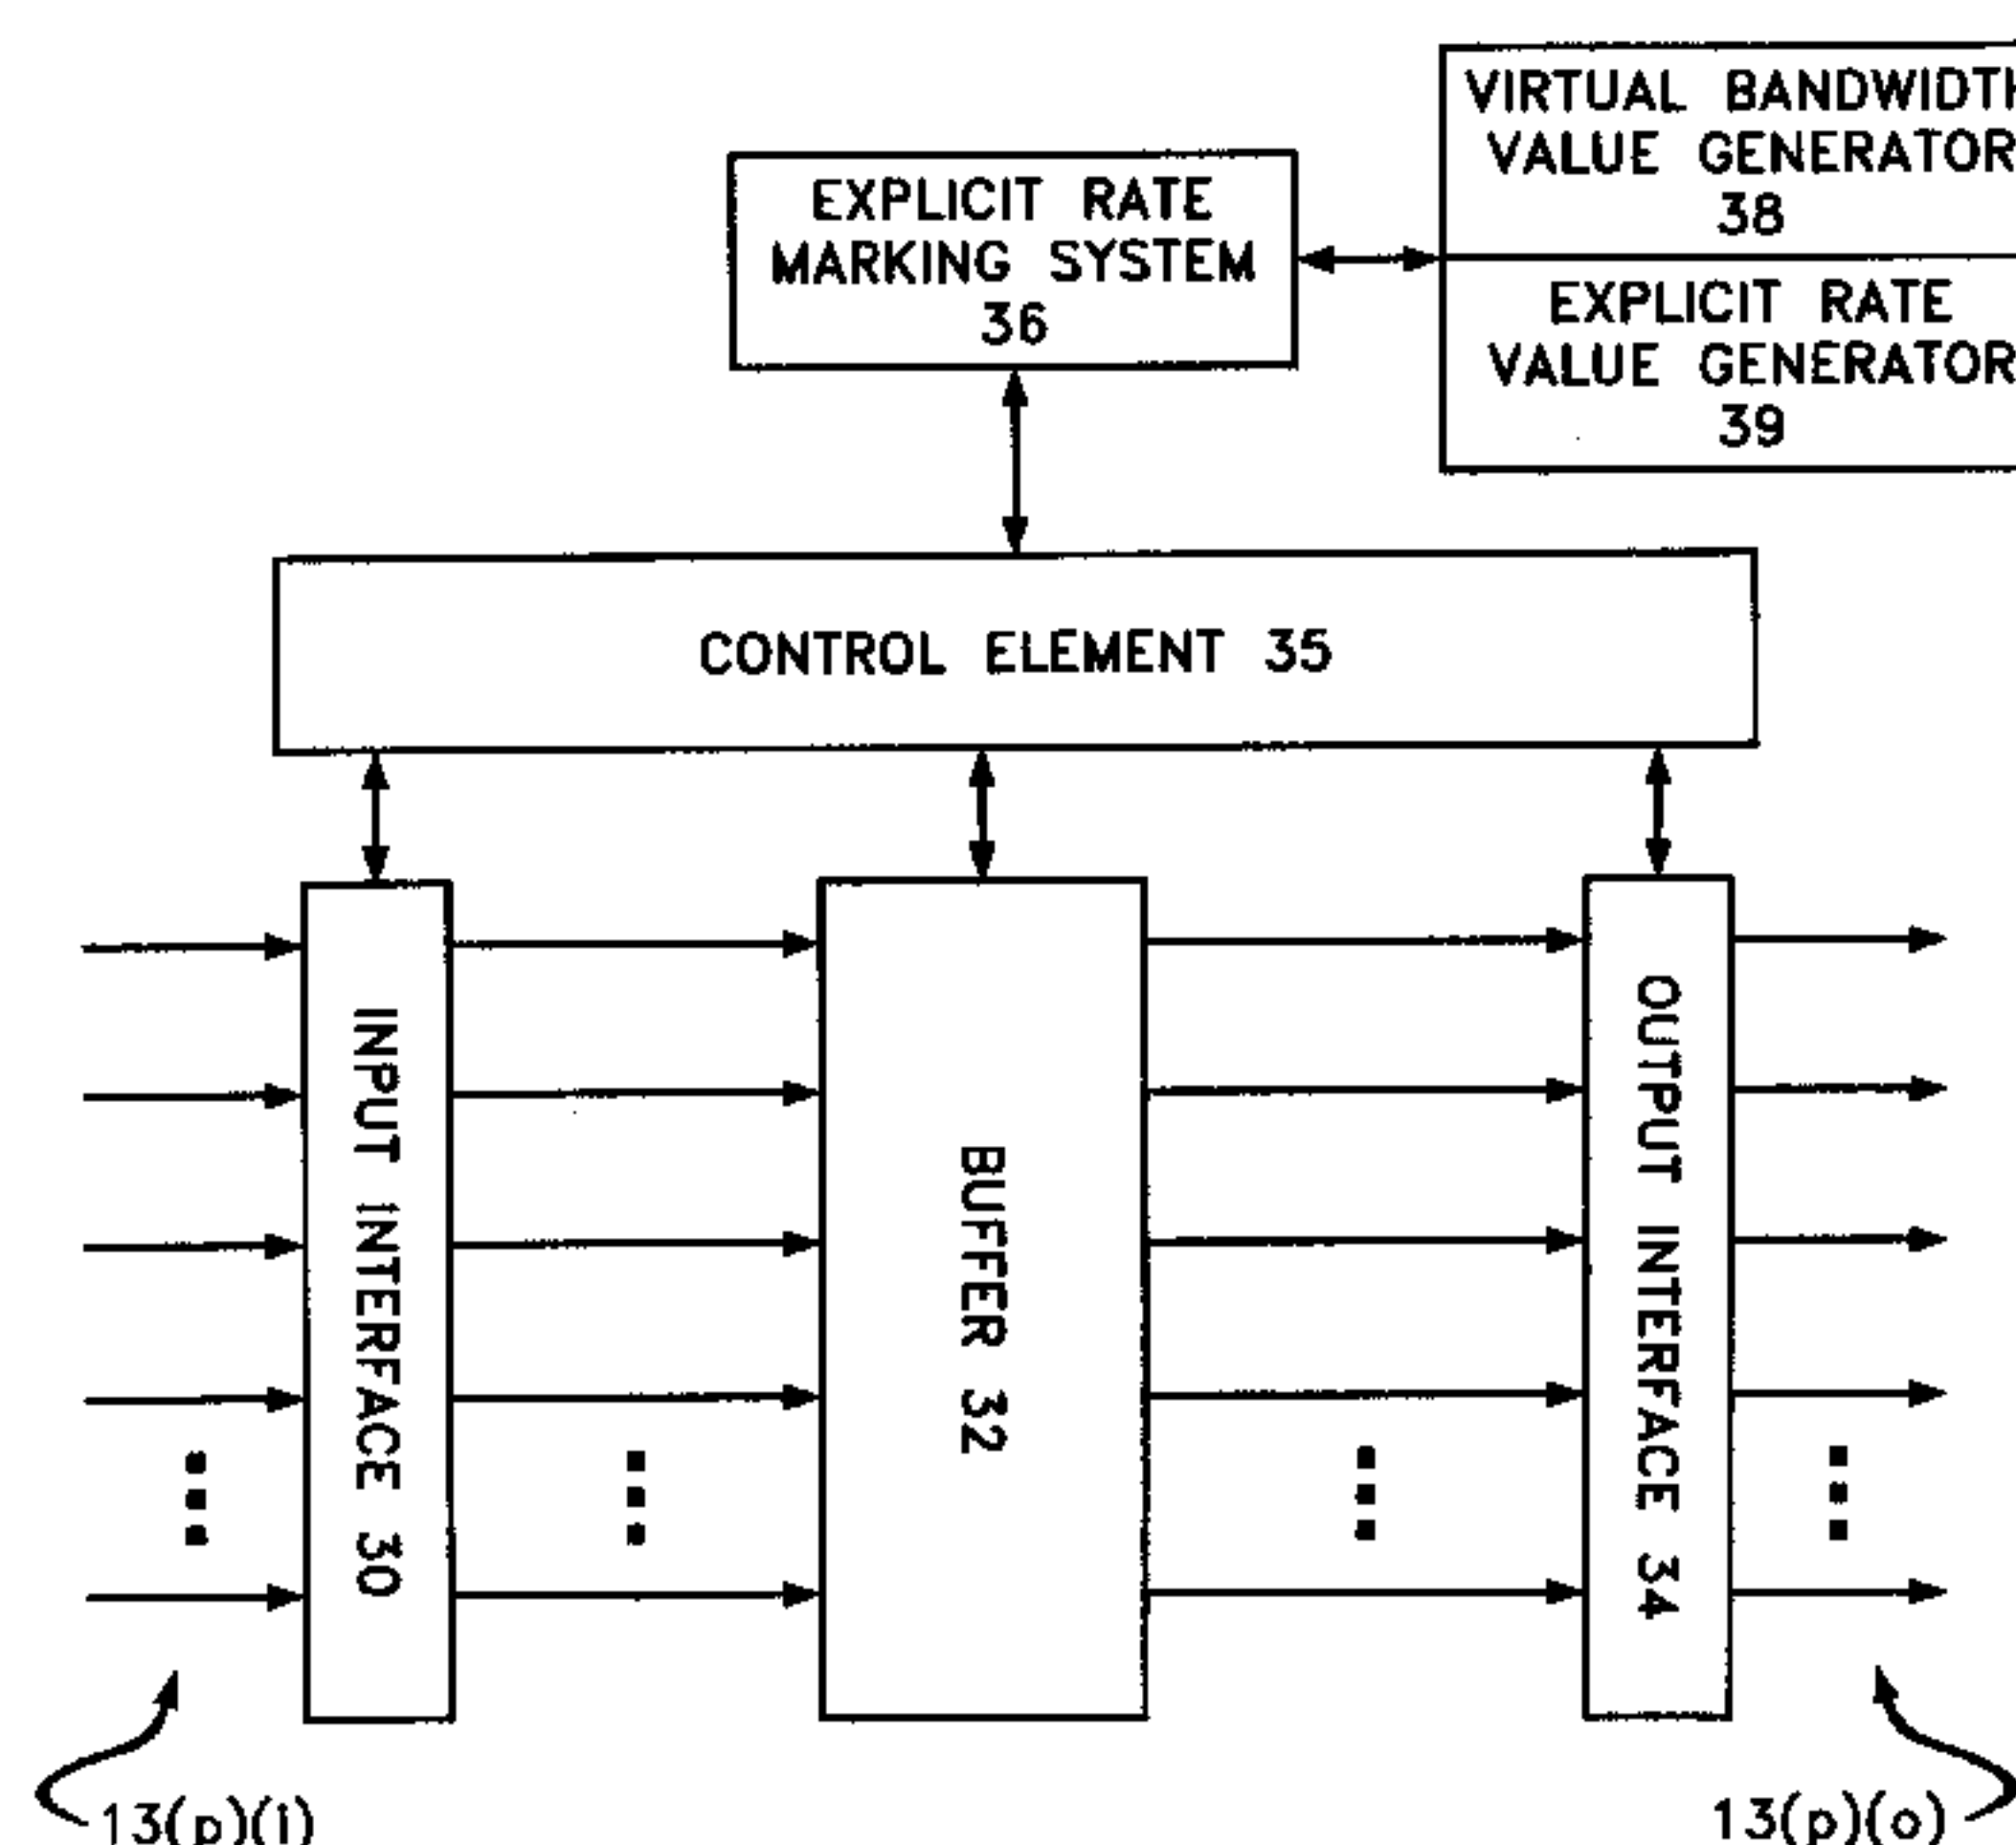 VIRTUAL BANDWIDTH
VALUE GENERATOR
38
EXPLICIT RATE
MARKING SYSTEM
36
EXPLICIT RATE
VALUE GENERATOR
39
CONTROL ELEMENT 35
INPUT INTERFACE 30
BUFFER 32
OUTPUT INTERFACE 34
13(p)(i)
13(p)(o)